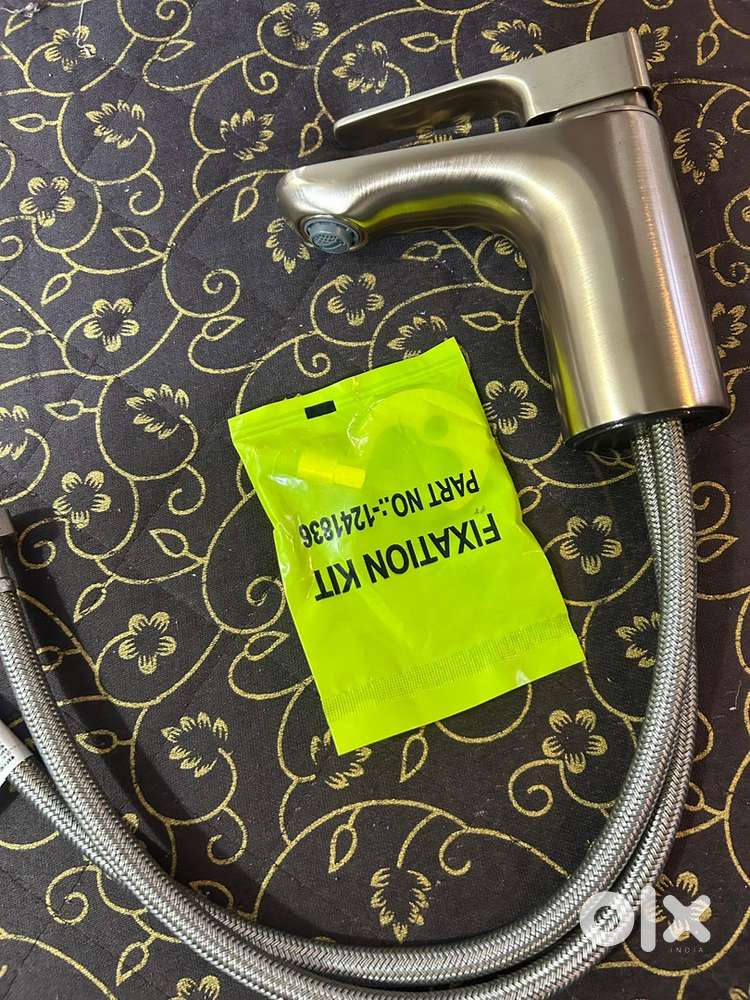 FIXATION KIT
PART NO.:-1241836
olx
INDIA